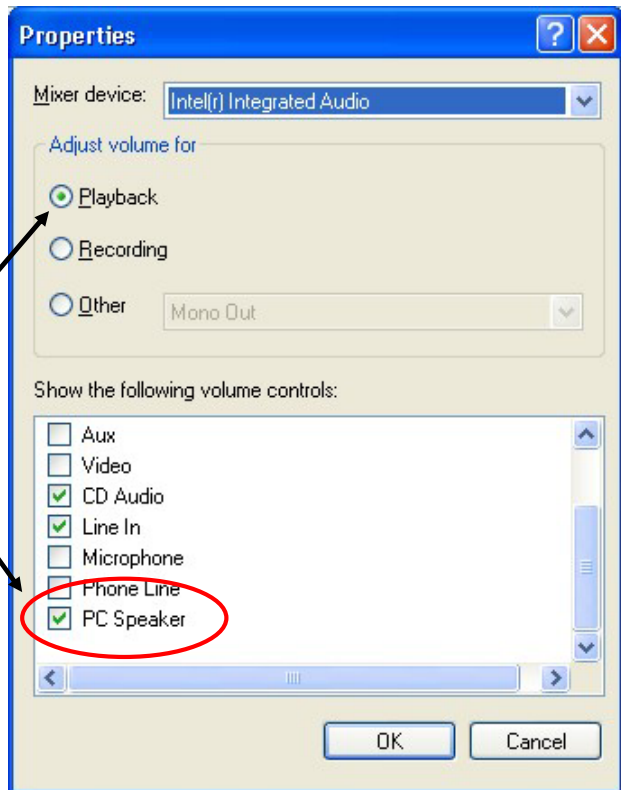 Properties
Mixer device: Intel(r) Integrated Audio
Adjust volume for
Playback
Recording
Other Mono Out
Show the following volume controls:
Aux
Video
CD Audio
Line In
Microphone
Phone Line
PC Speaker
OK Cancel